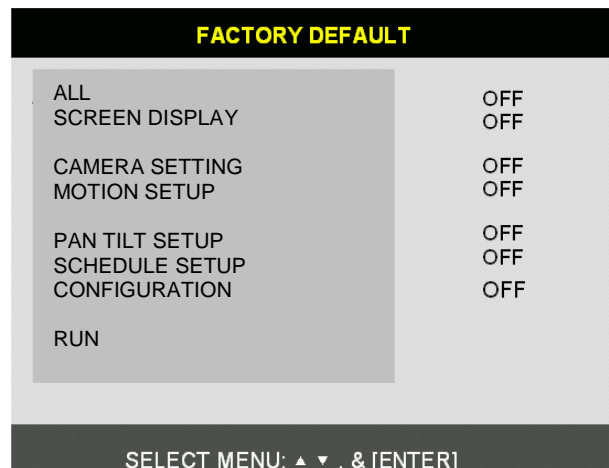 FACTORY DEFAULT
ALL OFF
SCREEN DISPLAY OFF
CAMERA SETTING OFF
MOTION SETUP OFF
PAN TILT SETUP OFF
SCHEDULE SETUP OFF
CONFIGURATION OFF
RUN
SELECT MENU: ▲ ▼ , & [ENTER]